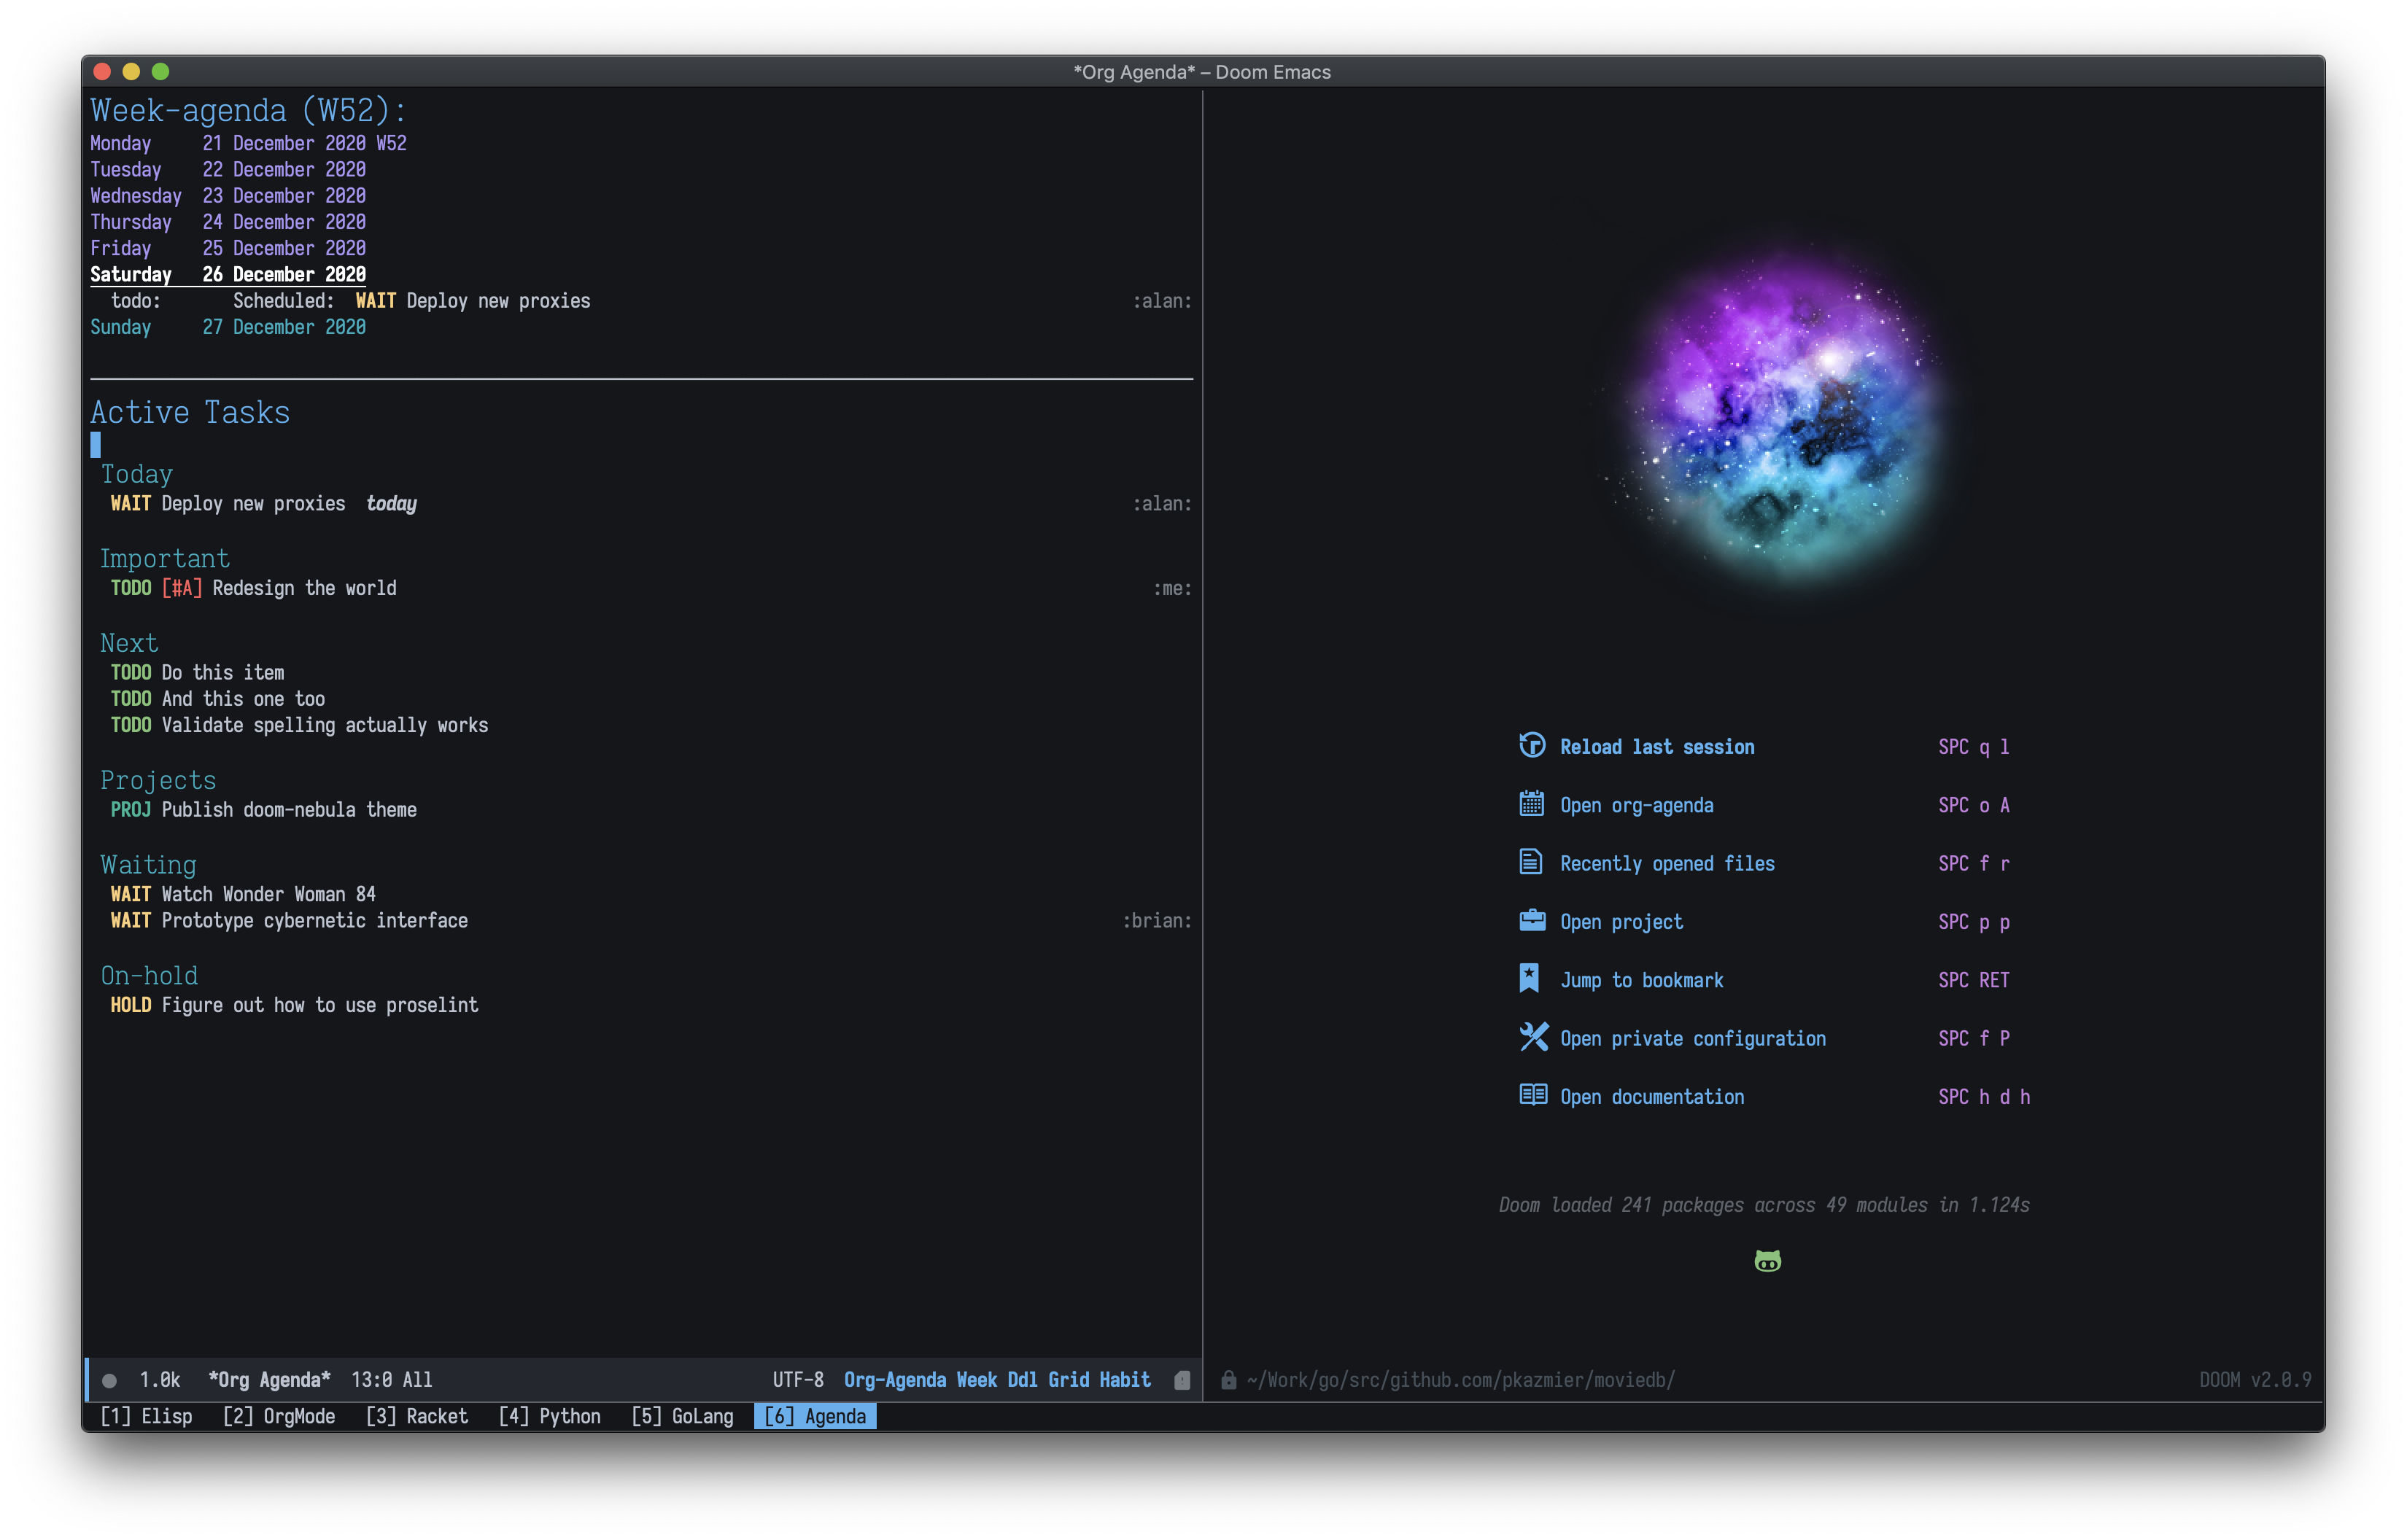 *Org Agenda* – Doom Emacs
Week-agenda (W52):
Monday 21 December 2020 W52
Tuesday 22 December 2020
Wednesday 23 December 2020
Thursday 24 December 2020
Friday 25 December 2020
Saturday 26 December 2020
todo: Scheduled: WAIT Deploy new proxies :alan:
Sunday 27 December 2020
Active Tasks
Today
WAIT Deploy new proxies today :alan:
Important
TODO [#A] Redesign the world :me:
Next
TODO Do this item
TODO And this one too
TODO Validate spelling actually works
Projects
PROJ Publish doom-nebula theme
Waiting
WAIT Watch Wonder Woman 84
WAIT Prototype cybernetic interface :brian:
On-hold
HOLD Figure out how to use proselint
Reload last session SPC q l
Open org-agenda SPC o A
Recently opened files SPC f r
Open project SPC p p
Jump to bookmark SPC RET
Open private configuration SPC f P
Open documentation SPC h d h
Doom loaded 241 packages across 49 modules in 1.124s
1.0k *Org Agenda* 13:0 All UTF-8 Org-Agenda Week Ddl Grid Habit
~/Work/go/src/github.com/pkazmier/moviedb/ DOOM v2.0.9
[1] Elisp [2] OrgMode [3] Racket [4] Python [5] GoLang [6] Agenda